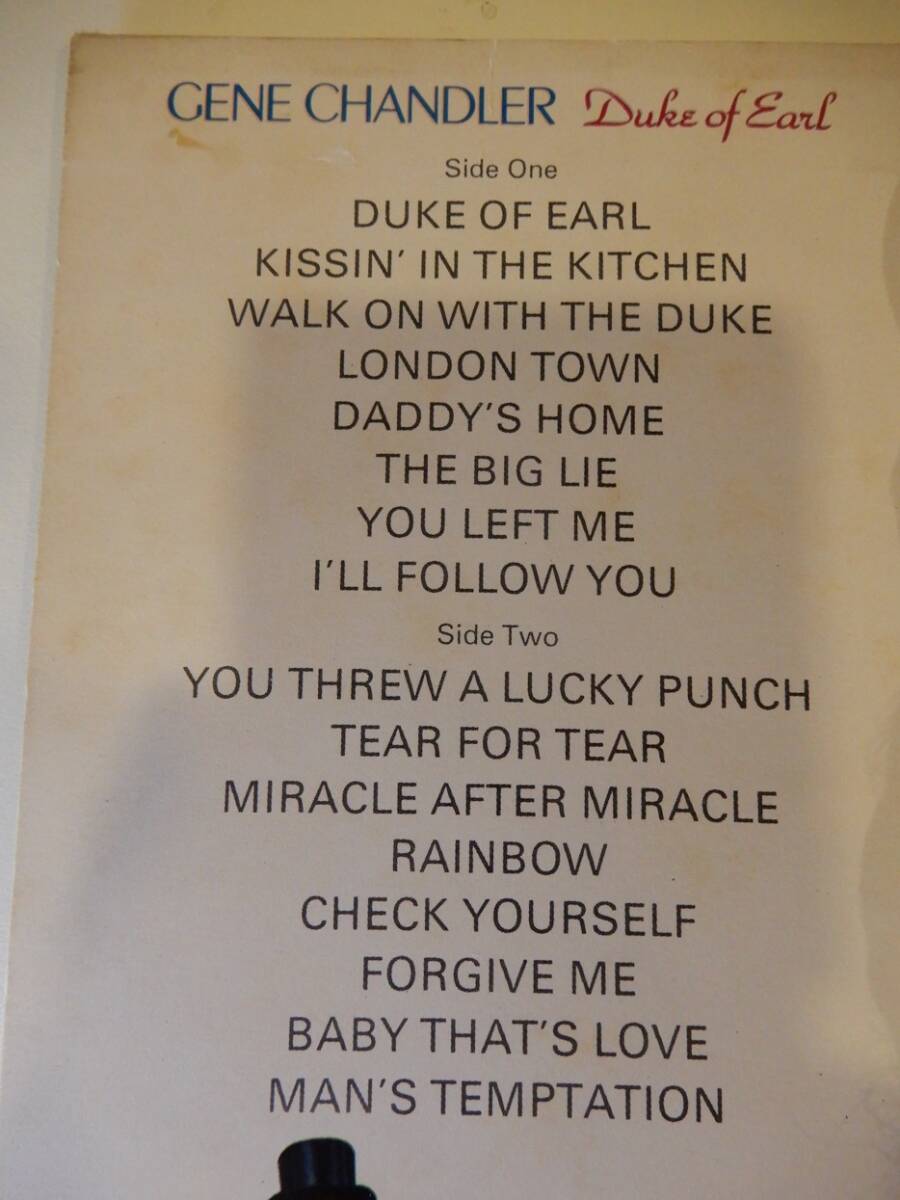 GENE CHANDLER Duke of Earl
Side One
DUKE OF EARL
KISSIN' IN THE KITCHEN
WALK ON WITH THE DUKE
LONDON TOWN
DADDY'S HOME
THE BIG LIE
YOU LEFT ME
I'LL FOLLOW YOU
Side Two
YOU THREW A LUCKY PUNCH
TEAR FOR TEAR
MIRACLE AFTER MIRACLE
RAINBOW
CHECK YOURSELF
FORGIVE ME
BABY THAT'S LOVE
MAN'S TEMPTATION